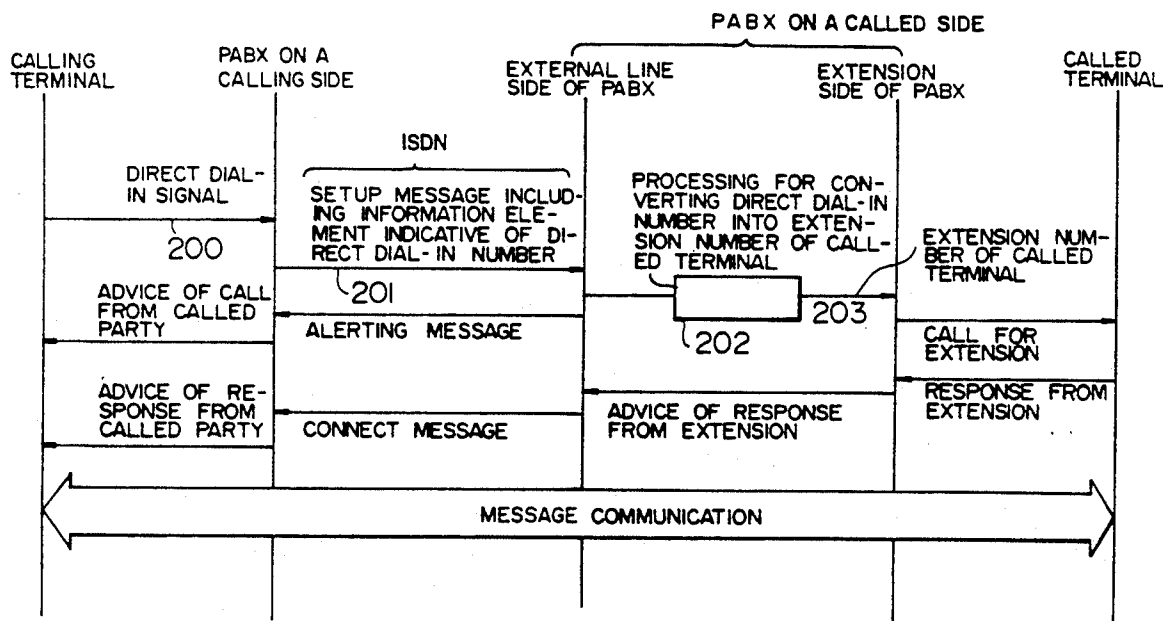 PABX ON A CALLED SIDE
CALLING
TERMINAL
PABX ON A
CALLING SIDE
EXTERNAL LINE
SIDE OF PABX
EXTENSION
SIDE OF PABX
CALLED
TERMINAL
ISDN
DIRECT DIAL-
IN SIGNAL
200
SETUP MESSAGE INCLUD-
ING INFORMATION ELE-
MENT INDICATIVE OF DI-
RECT DIAL-IN NUMBER
201
PROCESSING FOR CON-
VERTING DIRECT DIAL-IN
NUMBER INTO EXTEN-
SION NUMBER OF CALL-
ED TERMINAL
202
203
EXTENSION NUM-
BER OF CALLED
TERMINAL
ADVICE OF CALL
FROM CALLED
PARTY
ALERTING MESSAGE
CALL FOR
EXTENSION
ADVICE OF RE-
SPONSE FROM
CALLED PARTY
CONNECT MESSAGE
ADVICE OF RESPONSE
FROM EXTENSION
RESPONSE FROM
EXTENSION
MESSAGE COMMUNICATION